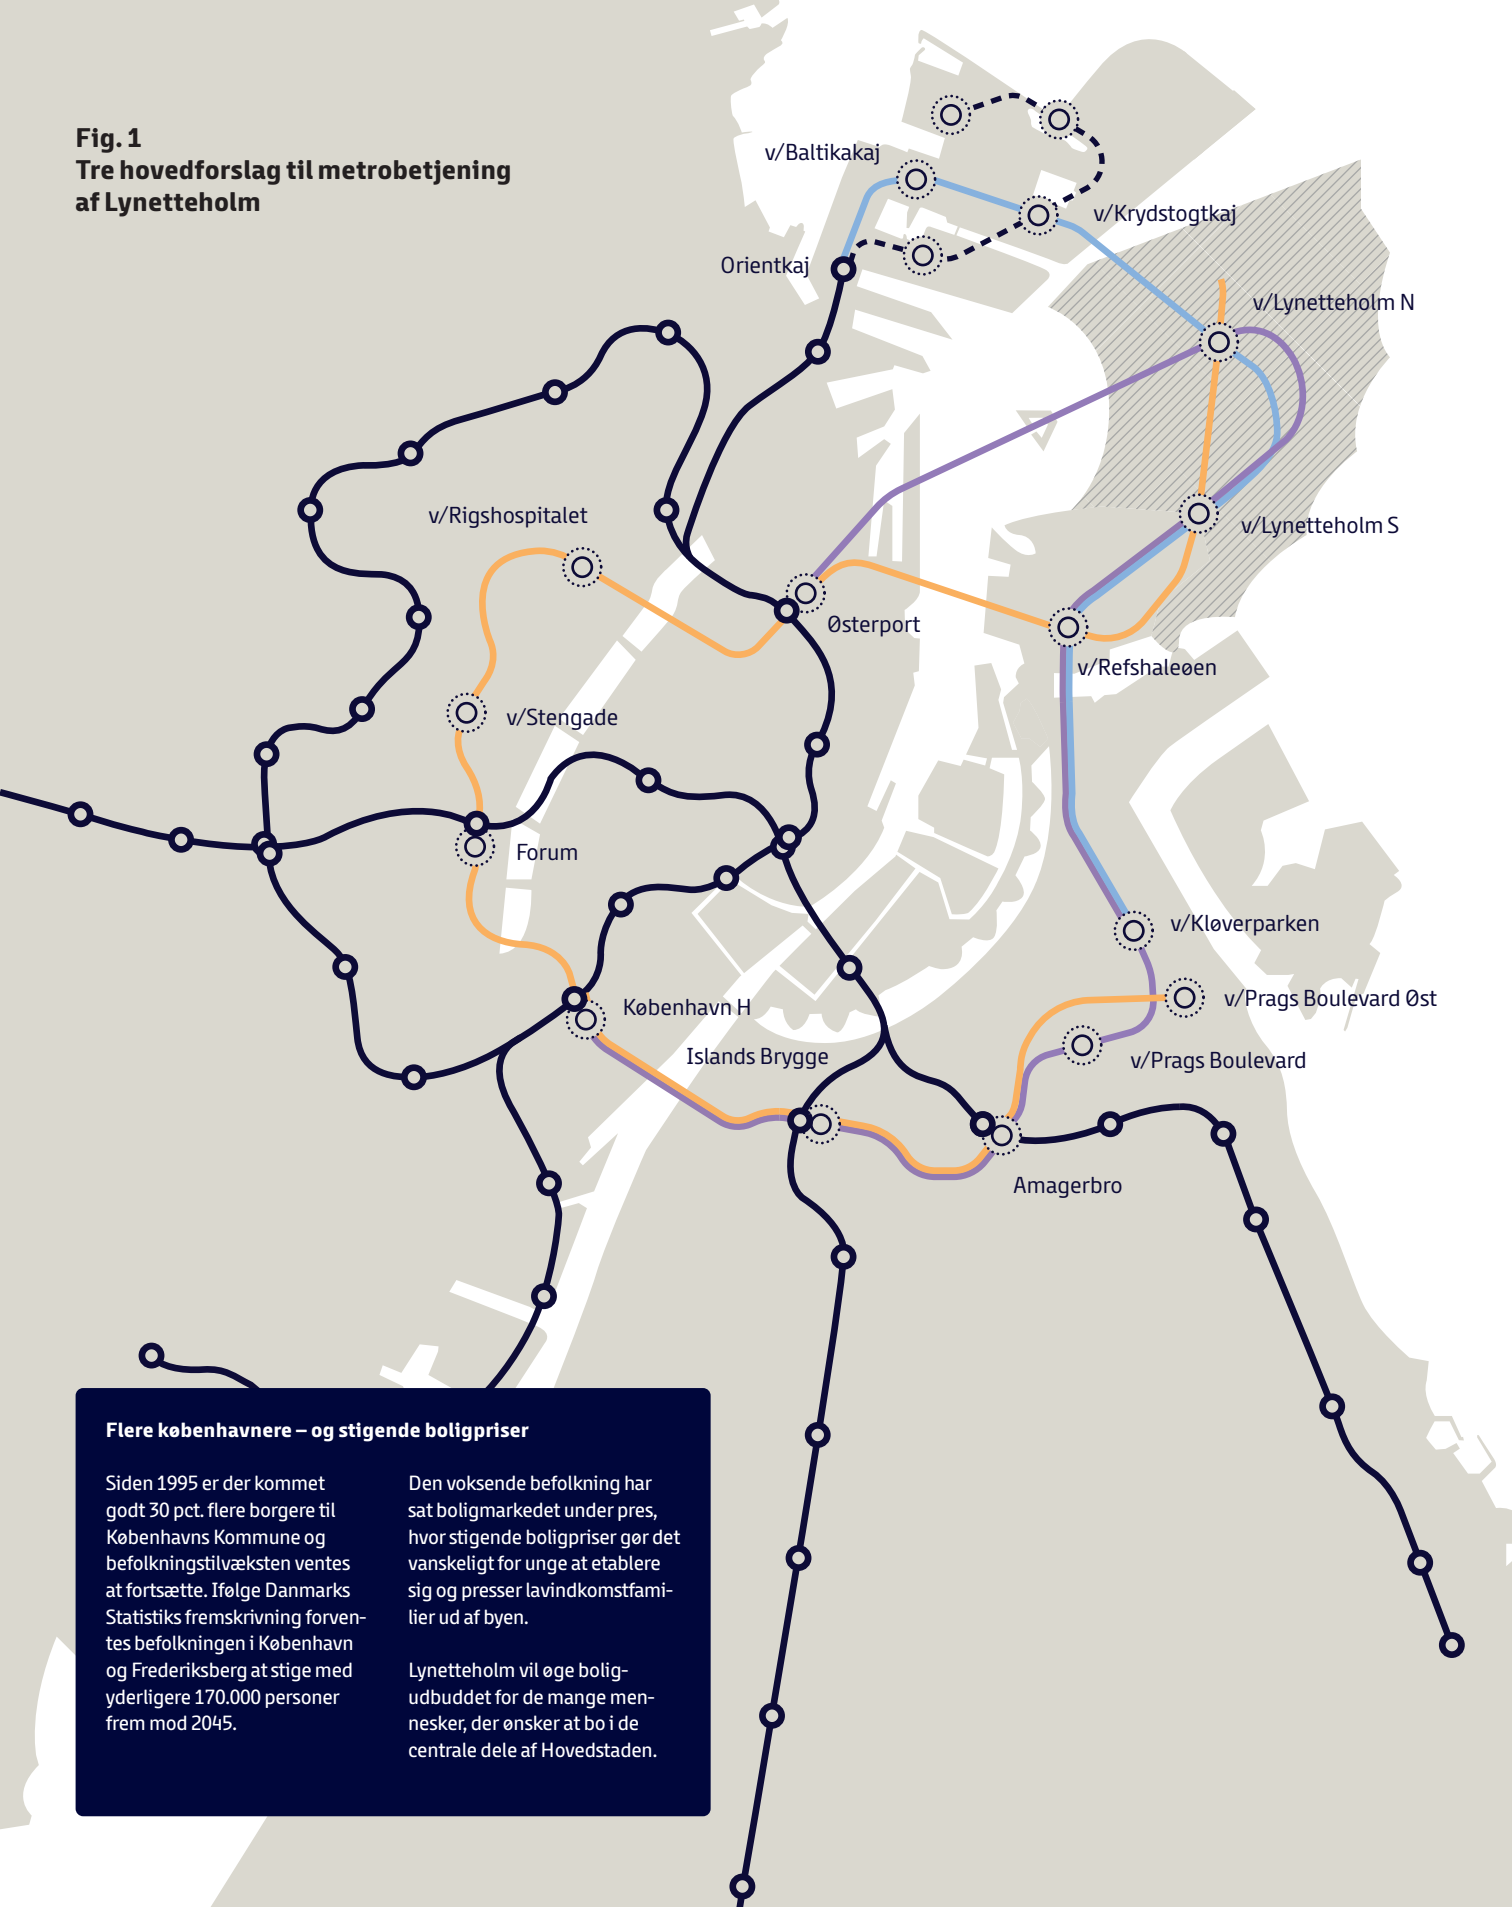 Fig. 1
Tre hovedforslag til metrobetjening
af Lynetteholm
v/Baltikakaj
v/Krydstogtkaj
Orientkaj
v/Lynetteholm N
v/Rigshospitalet
v/Lynetteholm S
Østerport
v/Refshaleøen
v/Stengade
Forum
v/Kløverparken
København H
v/Prags Boulevard Øst
Islands Brygge
v/Prags Boulevard
Amagerbro
Flere københavnere – og stigende boligpriser
Siden 1995 er der kommet
godt 30 pct. flere borgere til
Københavns Kommune og
befolkningstilvæksten ventes
at fortsætte. Ifølge Danmarks
Statistiks fremskrivning forven-
tes befolkningen i København
og Frederiksberg at stige med
yderligere 170.000 personer
frem mod 2045.
Den voksende befolkning har
sat boligmarkedet under pres,
hvor stigende boligpriser gør det
vanskeligt for unge at etablere
sig og presser lavindkomstfami-
lier ud af byen.
Lynetteholm vil øge bolig-
udbuddet for de mange men-
nesker, der ønsker at bo i de
centrale dele af Hovedstaden.